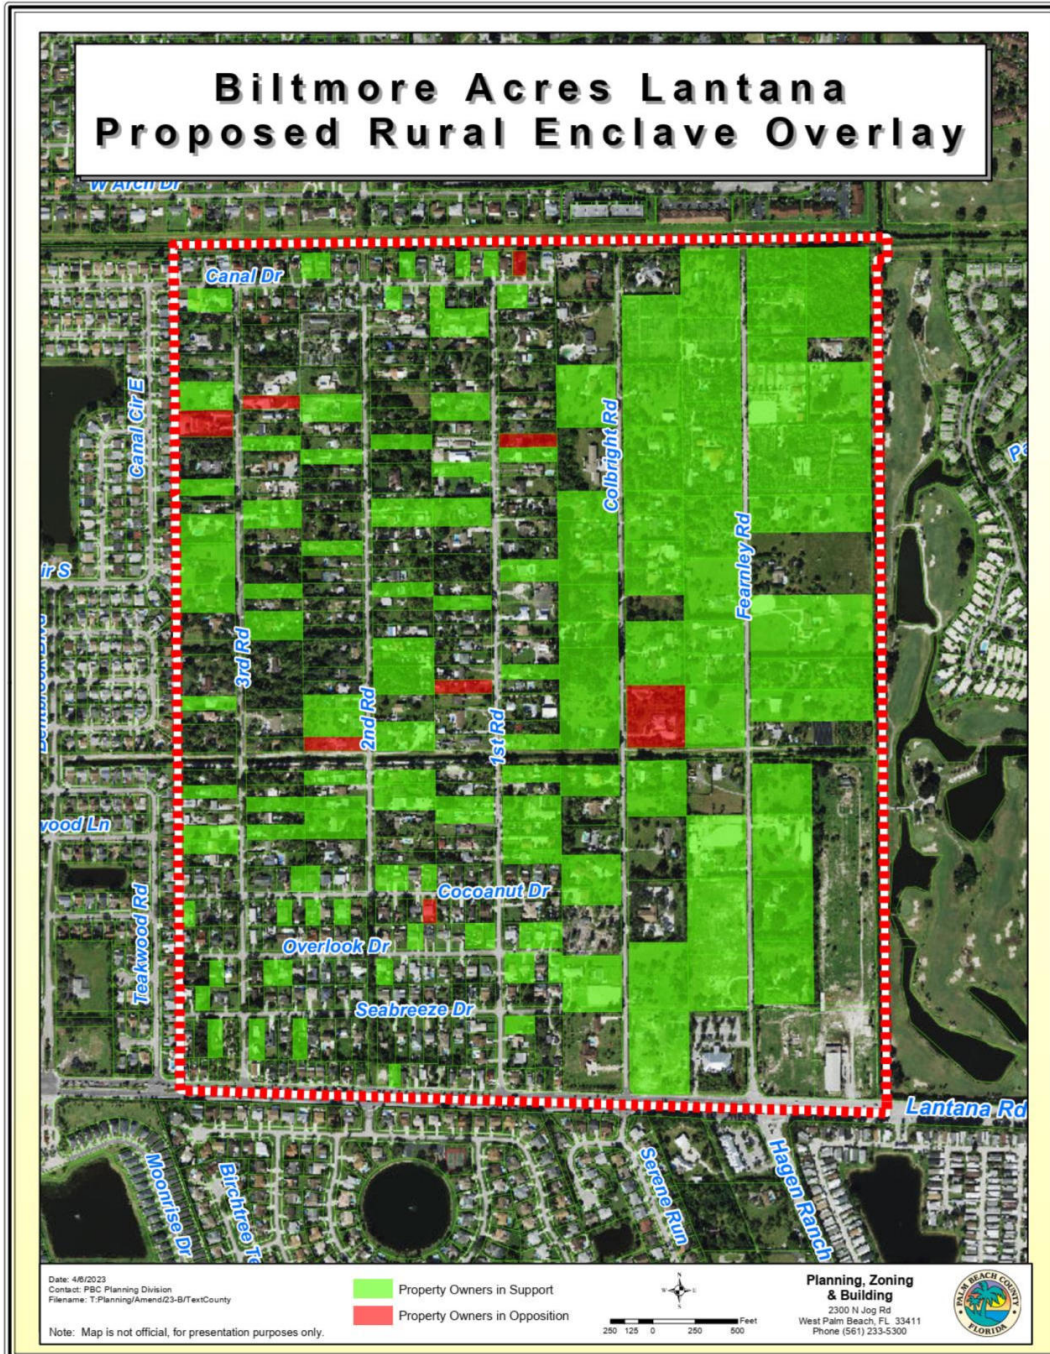 Biltmore Acres Lantana
Proposed Rural Enclave Overlay
W Arch Dr
Canal Dr
Canal Cir E
Colbright Rd
Fearnley Rd
ir S
3rd Rd
2nd Rd
1st Rd
wood Ln
Teakwood Rd
Cocoanut Dr
Overlook Dr
Seabreeze Dr
Lantana Rd
Moonrise Dr
Birchtree Te
Serene Run
Hagen Ranch
Date: 4/6/2023
Contact: PBC Planning Division
Filename: T:Planning/Amend/23-B/TextCounty
Note: Map is not official, for presentation purposes only.
Property Owners in Support
Property Owners in Opposition
N
W E
S
250 125 0 250 500 Feet
Planning, Zoning
& Building
2300 N Jog Rd
West Palm Beach, FL 33411
Phone (561) 233-5300
PALM BEACH COUNTY
FLORIDA